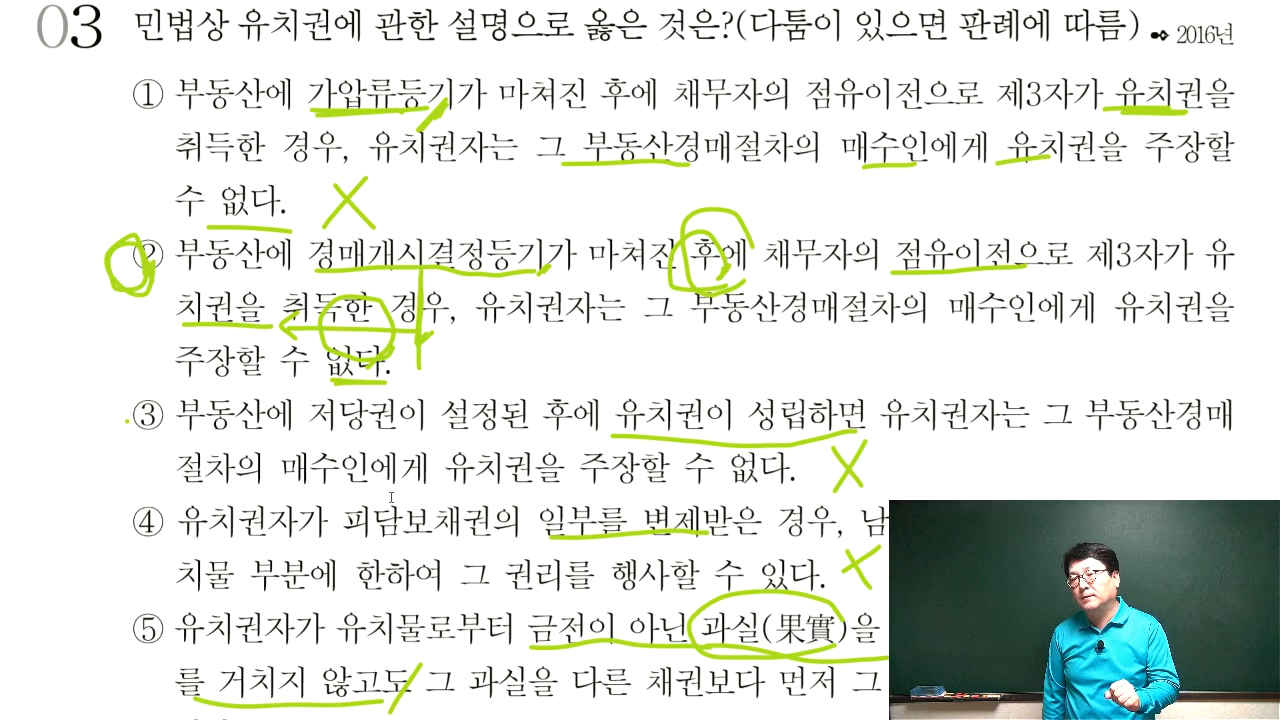 03 민법상 유치권에 관한 설명으로 옳은 것은?(다툼이 있으면 판례에 따름) 2016년
① 부동산에 가압류등기가 마쳐진 후에 채무자의 점유이전으로 제3자가 유치권을
취득한 경우, 유치권자는 그 부동산경매절차의 매수인에게 유치권을 주장할
수 없다.
② 부동산에 경매개시결정등기가 마쳐진 후에 채무자의 점유이전으로 제3자가 유
치권을 취득한 경우, 유치권자는 그 부동산경매절차의 매수인에게 유치권을
주장할 수 없다.
③ 부동산에 저당권이 설정된 후에 유치권이 성립하면 유치권자는 그 부동산경매
절차의 매수인에게 유치권을 주장할 수 없다.
④ 유치권자가 피담보채권의 일부를 변제받은 경우, 남
치물 부분에 한하여 그 권리를 행사할 수 있다.
⑤ 유치권자가 유치물로부터 금전이 아닌 과실(果實)을
를 거치지 않고도 그 과실을 다른 채권보다 먼저 그